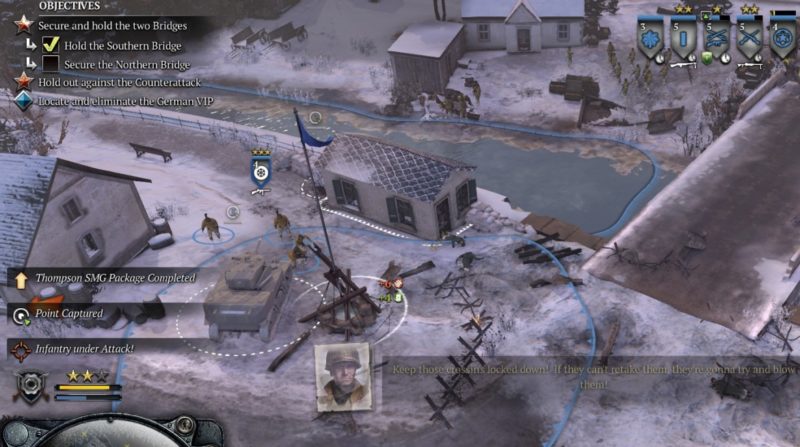 OBJECTIVES
Secure and hold the two Bridges
Hold the Southern Bridge
Secure the Northern Bridge
Hold out against the Counterattack
Locate and eliminate the German VIP
Thompson SMG Package Completed
Point Captured
Infantry under Attack!
Keep those crossin's locked down! If they can't retake them, they're gonna try and blow
them!